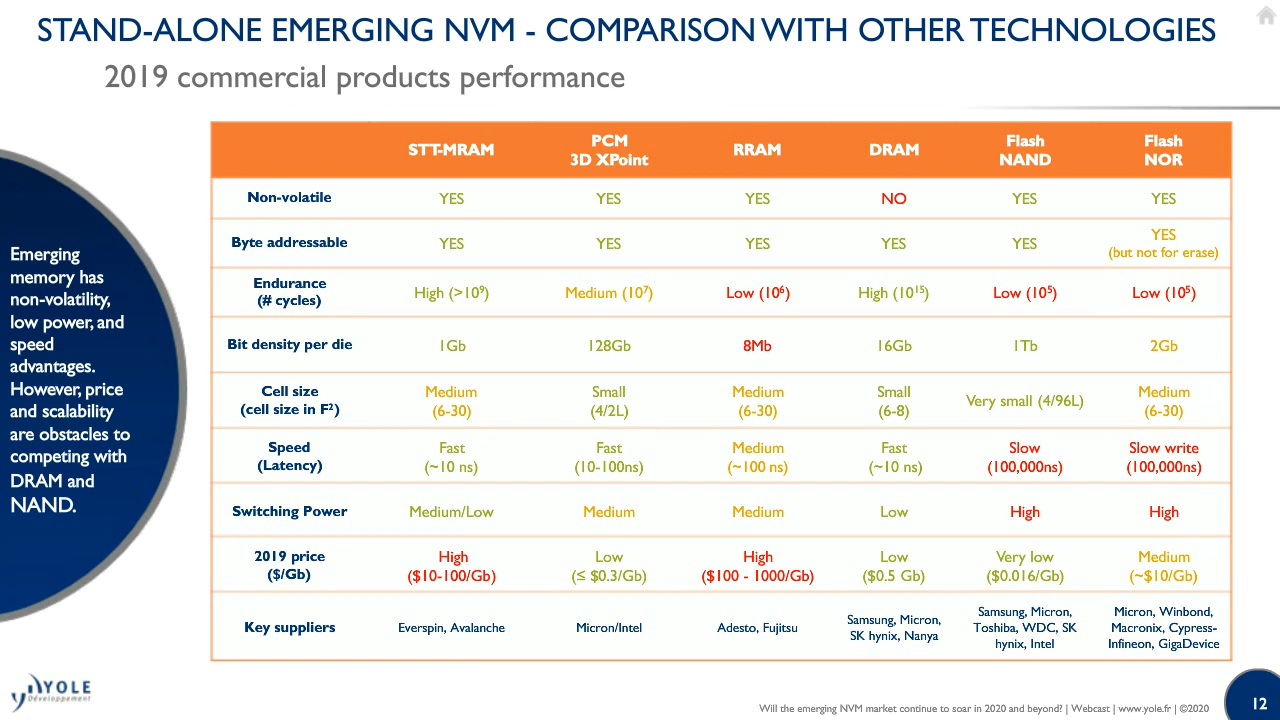 STAND-ALONE EMERGING NVM - COMPARISON WITH OTHER TECHNOLOGIES
2019 commercial products performance
Emerging
memory has
non-volatility,
low power, and
speed
advantages.
However, price
and scalability
are obstacles to
competing with
DRAM and
NAND.
STT-MRAM
PCM
3D XPoint
RRAM
DRAM
Flash
NAND
Flash
NOR
Non-volatile
YES
YES
YES
NO
YES
YES
Byte addressable
YES
YES
YES
YES
YES
YES
(but not for erase)
Endurance
(# cycles)
High (>10⁹)
Medium (10⁷)
Low (10⁶)
High (10¹⁵)
Low (10⁵)
Low (10⁵)
Bit density per die
1Gb
128Gb
8Mb
16Gb
1Tb
2Gb
Cell size
(cell size in F²)
Medium
(6-30)
Small
(4/2L)
Medium
(6-30)
Small
(6-8)
Very small (4/96L)
Medium
(6-30)
Speed
(Latency)
Fast
(~10 ns)
Fast
(10-100ns)
Medium
(~100 ns)
Fast
(~10 ns)
Slow
(100,000ns)
Slow write
(100,000ns)
Switching Power
Medium/Low
Medium
Medium
Low
High
High
2019 price
($/Gb)
High
($10-100/Gb)
Low
(≤ $0.3/Gb)
High
($100 - 1000/Gb)
Low
($0.5 Gb)
Very low
($0.016/Gb)
Medium
(~$10/Gb)
Key suppliers
Everspin, Avalanche
Micron/Intel
Adesto, Fujitsu
Samsung, Micron,
SK hynix, Nanya
Samsung, Micron,
Toshiba, WDC, SK
hynix, Intel
Micron, Winbond,
Macronix, Cypress-
Infineon, GigaDevice
YOLE
Développement
Will the emerging NVM market continue to soar in 2020 and beyond? | Webcast | www.yole.fr | ©2020
12